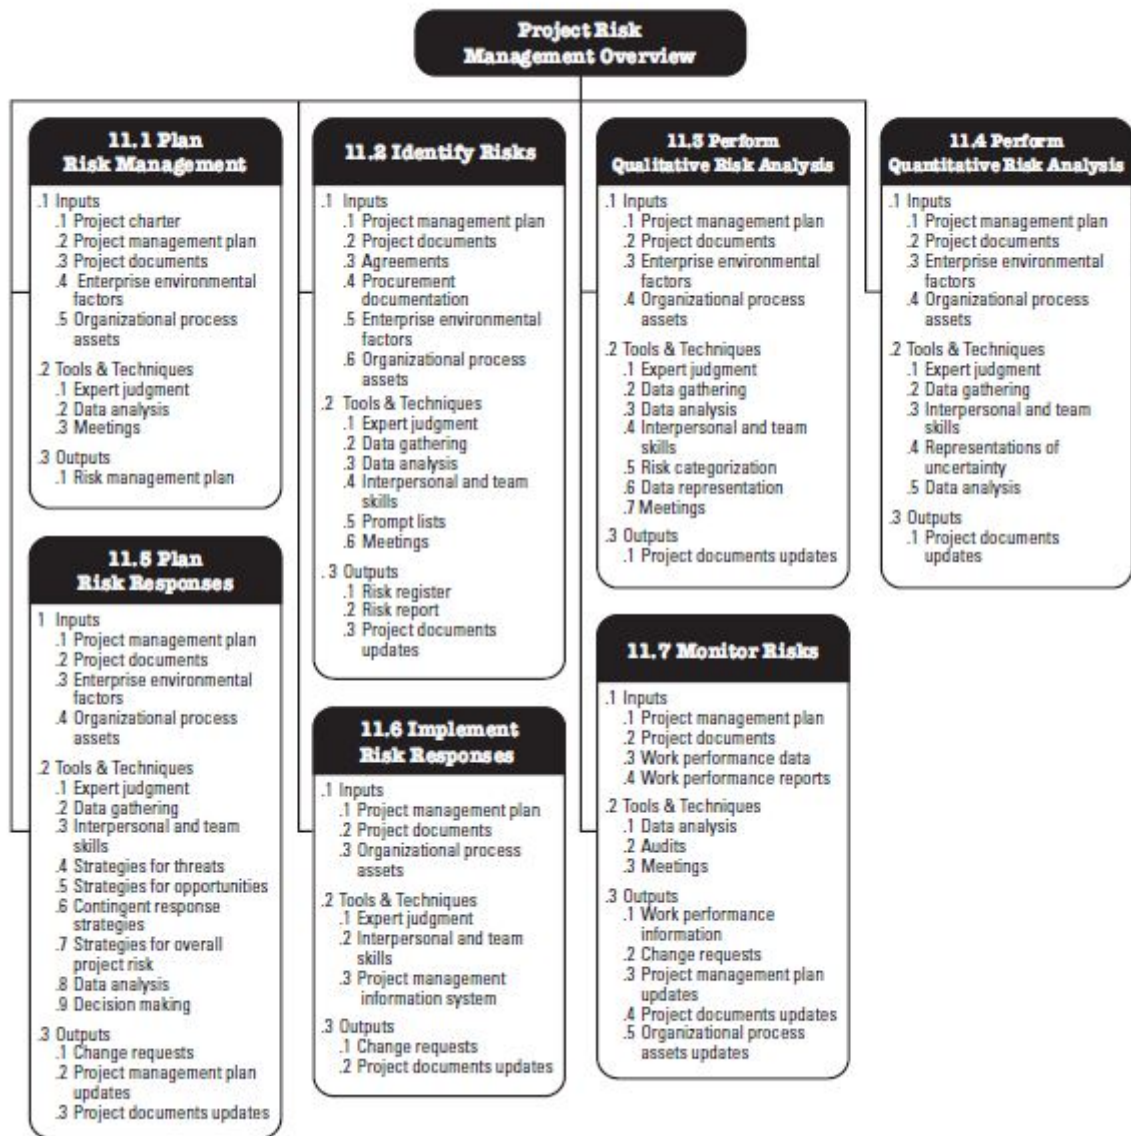 Project Risk
Management Overview
11.1 Plan
Risk Management
.1 Inputs
.1 Project charter
.2 Project management plan
.3 Project documents
.4 Enterprise environmental
factors
.5 Organizational process
assets
.2 Tools & Techniques
.1 Expert judgment
.2 Data analysis
.3 Meetings
.3 Outputs
.1 Risk management plan
11.2 Identify Risks
.1 Inputs
.1 Project management plan
.2 Project documents
.3 Agreements
.4 Procurement
documentation
.5 Enterprise environmental
factors
.6 Organizational process
assets
.2 Tools & Techniques
.1 Expert judgment
.2 Data gathering
.3 Data analysis
.4 Interpersonal and team
skills
.5 Prompt lists
.6 Meetings
.3 Outputs
.1 Risk register
.2 Risk report
.3 Project documents
updates
11.3 Perform
Qualitative Risk Analysis
.1 Inputs
.1 Project management plan
.2 Project documents
.3 Enterprise environmental
factors
.4 Organizational process
assets
.2 Tools & Techniques
.1 Expert judgment
.2 Data gathering
.3 Data analysis
.4 Interpersonal and team
skills
.5 Risk categorization
.6 Data representation
.7 Meetings
.3 Outputs
.1 Project documents updates
11.4 Perform
Quantitative Risk Analysis
.1 Inputs
.1 Project management plan
.2 Project documents
.3 Enterprise environmental
factors
.4 Organizational process
assets
.2 Tools & Techniques
.1 Expert judgment
.2 Data gathering
.3 Interpersonal and team
skills
.4 Representations of
uncertainty
.5 Data analysis
.3 Outputs
.1 Project documents
updates
11.5 Plan
Risk Responses
1 Inputs
.1 Project management plan
.2 Project documents
.3 Enterprise environmental
factors
.4 Organizational process
assets
.2 Tools & Techniques
.1 Expert judgment
.2 Data gathering
.3 Interpersonal and team
skills
.4 Strategies for threats
.5 Strategies for opportunities
.6 Contingent response
strategies
.7 Strategies for overall
project risk
.8 Data analysis
.9 Decision making
.3 Outputs
.1 Change requests
.2 Project management plan
updates
.3 Project documents updates
11.6 Implement
Risk Responses
.1 Inputs
.1 Project management plan
.2 Project documents
.3 Organizational process
assets
.2 Tools & Techniques
.1 Expert judgment
.2 Interpersonal and team
skills
.3 Project management
information system
.3 Outputs
.1 Change requests
.2 Project documents updates
11.7 Monitor Risks
.1 Inputs
.1 Project management plan
.2 Project documents
.3 Work performance data
.4 Work performance reports
.2 Tools & Techniques
.1 Data analysis
.2 Audits
.3 Meetings
.3 Outputs
.1 Work performance
information
.2 Change requests
.3 Project management plan
updates
.4 Project documents updates
.5 Organizational process
assets updates